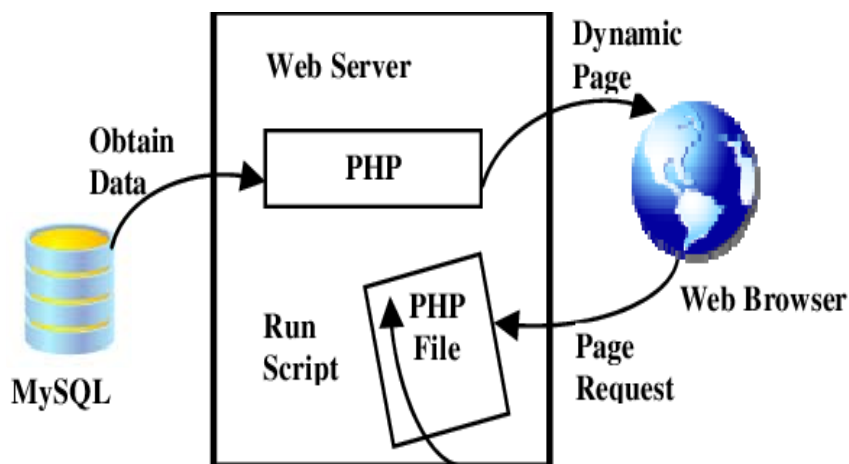 Web Server
Dynamic
Page
Obtain
Data
PHP
PHP
File
Run
Script
Web Browser
Page
Request
MySQL